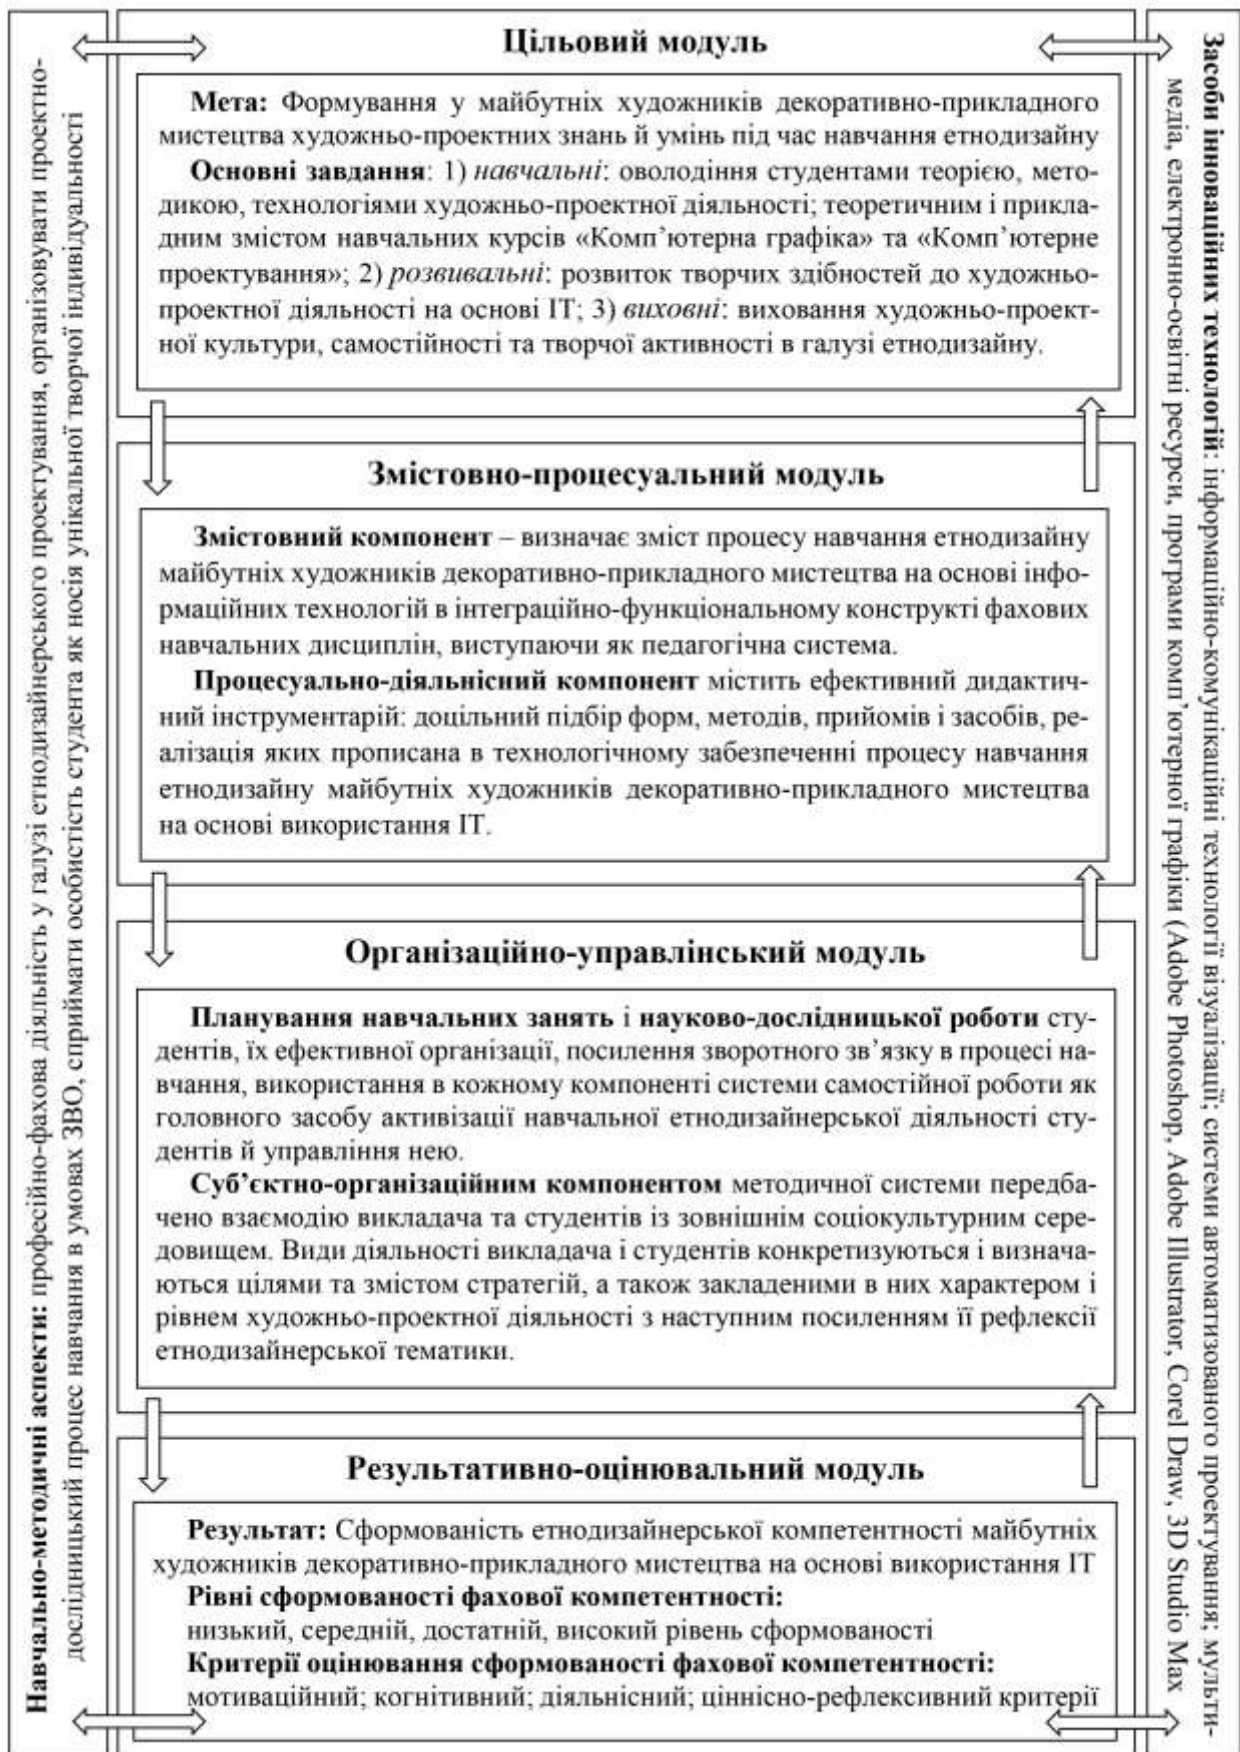 Навчально-методичні аспекти: професійно-фахова діяльність у галузі етнодизайнерського проектування, організовувати проектно-
дослідницький процес навчання в умовах ЗВО, сприймати особистість студента як носія унікальної творчої індивідуальності
Цільовий модуль
Мета: Формування у майбутніх художників декоративно-прикладного
мистецтва художньо-проектних знань й умінь під час навчання етнодизайну
Основні завдання: 1) навчальні: оволодіння студентами теорією, мето-
дикою, технологіями художньо-проектної діяльності; теоретичним і прикла-
дним змістом навчальних курсів «Комп’ютерна графіка» та «Комп’ютерне
проектування»; 2) розвивальні: розвиток творчих здібностей до художньо-
проектної діяльності на основі ІТ; 3) виховні: виховання художньо-проект-
ної культури, самостійності та творчої активності в галузі етнодизайну.
Змістовно-процесуальний модуль
Змістовний компонент – визначає зміст процесу навчання етнодизайну
майбутніх художників декоративно-прикладного мистецтва на основі інфо-
рмаційних технологій в інтеграційно-функціональному конструкті фахових
навчальних дисциплін, виступаючи як педагогічна система.
Процесуально-діяльнісний компонент містить ефективний дидактич-
ний інструментарій: доцільний підбір форм, методів, прийомів і засобів, ре-
алізація яких прописана в технологічному забезпеченні процесу навчання
етнодизайну майбутніх художників декоративно-прикладного мистецтва
на основі використання ІТ.
Організаційно-управлінський модуль
Планування навчальних занять і науково-дослідницької роботи сту-
дентів, їх ефективної організації, посилення зворотного зв’язку в процесі на-
вчання, використання в кожному компоненті системи самостійної роботи як
головного засобу активізації навчальної етнодизайнерської діяльності сту-
дентів й управління нею.
Суб’єктно-організаційним компонентом методичної системи передба-
чено взаємодію викладача та студентів із зовнішнім соціокультурним сере-
довищем. Види діяльності викладача і студентів конкретизуються і визнача-
ються цілями та змістом стратегій, а також закладеними в них характером і
рівнем художньо-проектної діяльності з наступним посиленням її рефлексії
етнодизайнерської тематики.
Результативно-оцінювальний модуль
Результат: Сформованість етнодизайнерської компетентності майбутніх
художників декоративно-прикладного мистецтва на основі використання ІТ
Рівні сформованості фахової компетентності:
низький, середній, достатній, високий рівень сформованості
Критерії оцінювання сформованості фахової компетентності:
мотиваційний; когнітивний; діяльнісний; ціннісно-рефлексивний критерії
Засоби інноваційних технологій: інформаційно-комунікаційні технології візуалізації; системи автоматизованого проектування; мульти-
медіа, електронно-освітні ресурси, програми комп’ютерної графіки (Adobe Photoshop, Adobe Illustrator, Corel Draw, 3D Studio Max